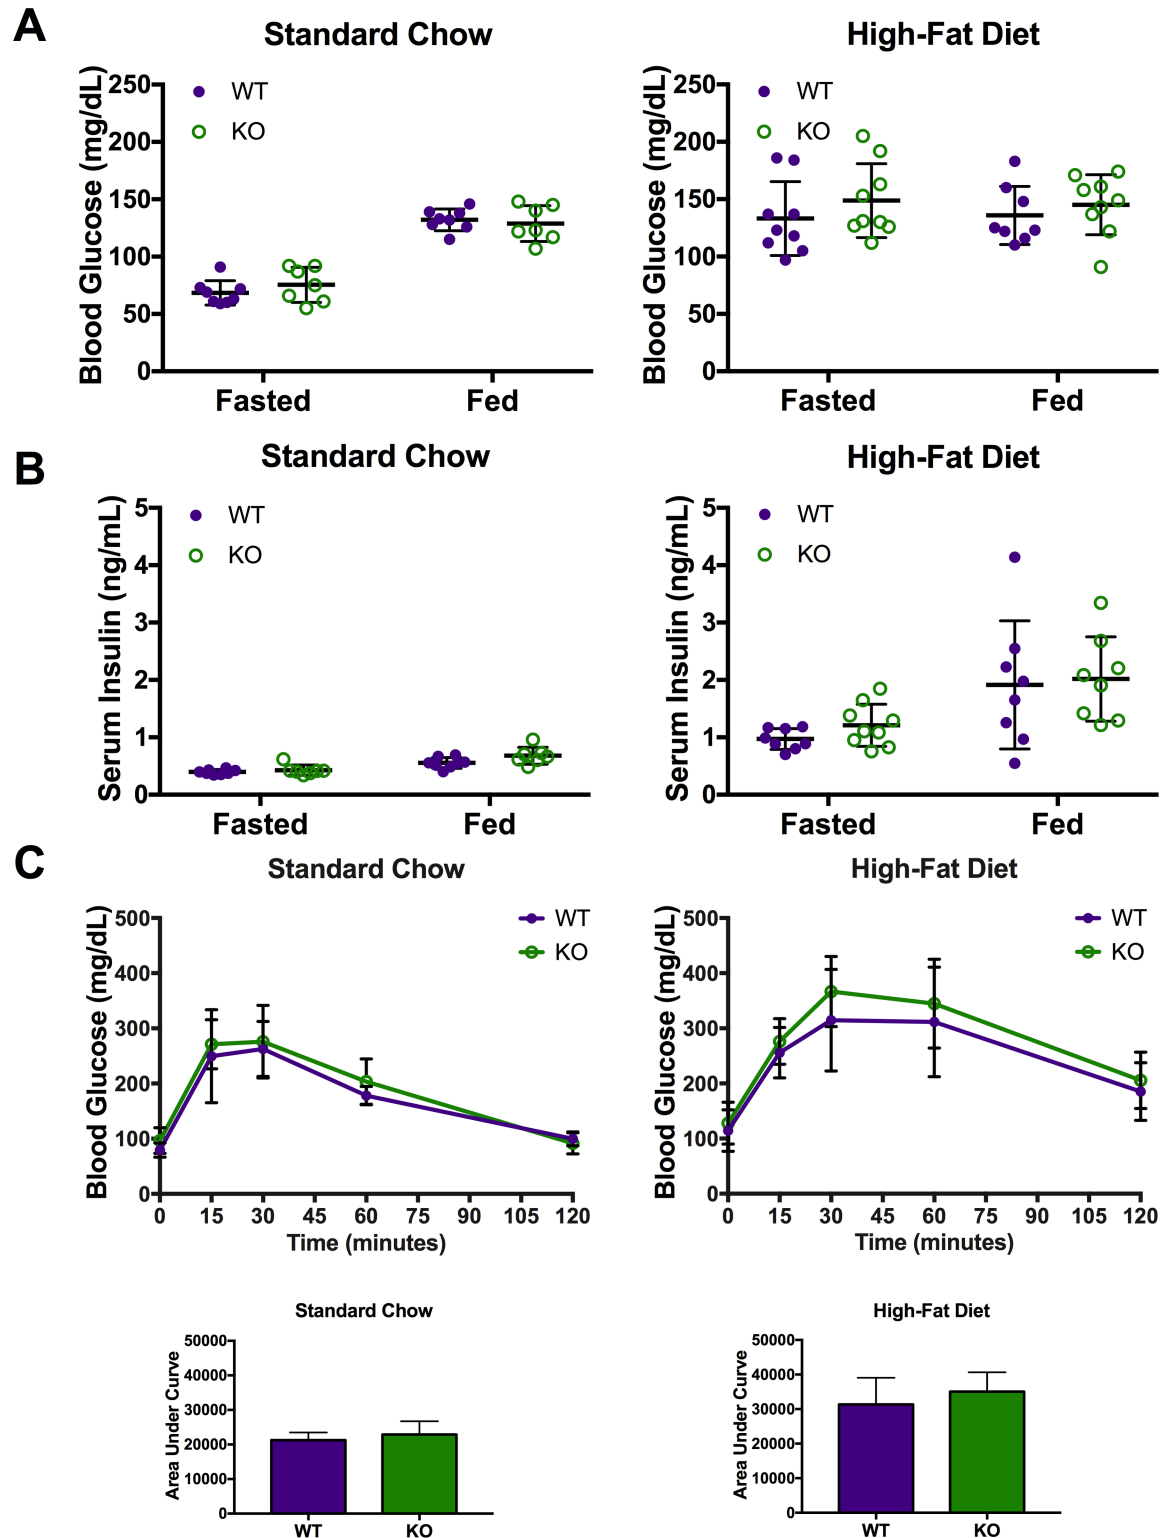 A
Standard Chow
High-Fat Diet
Blood Glucose (mg/dL)
250
200
150
100
50
0
WT
KO
Fasted
Fed
Blood Glucose (mg/dL)
250
200
150
100
50
0
WT
KO
Fasted
Fed
B
Standard Chow
High-Fat Diet
Serum Insulin (ng/mL)
5
4
3
2
1
0
WT
KO
Fasted
Fed
Serum Insulin (ng/mL)
5
4
3
2
1
0
WT
KO
Fasted
Fed
C
Standard Chow
High-Fat Diet
Blood Glucose (mg/dL)
500
400
300
200
100
0
WT
KO
0 15 30 45 60 75 90 105 120
Time (minutes)
Blood Glucose (mg/dL)
500
400
300
200
100
0
WT
KO
0 15 30 45 60 75 90 105 120
Time (minutes)
Standard Chow
High-Fat Diet
Area Under Curve
50000
40000
30000
20000
10000
0
WT
KO
Area Under Curve
50000
40000
30000
20000
10000
0
WT
KO